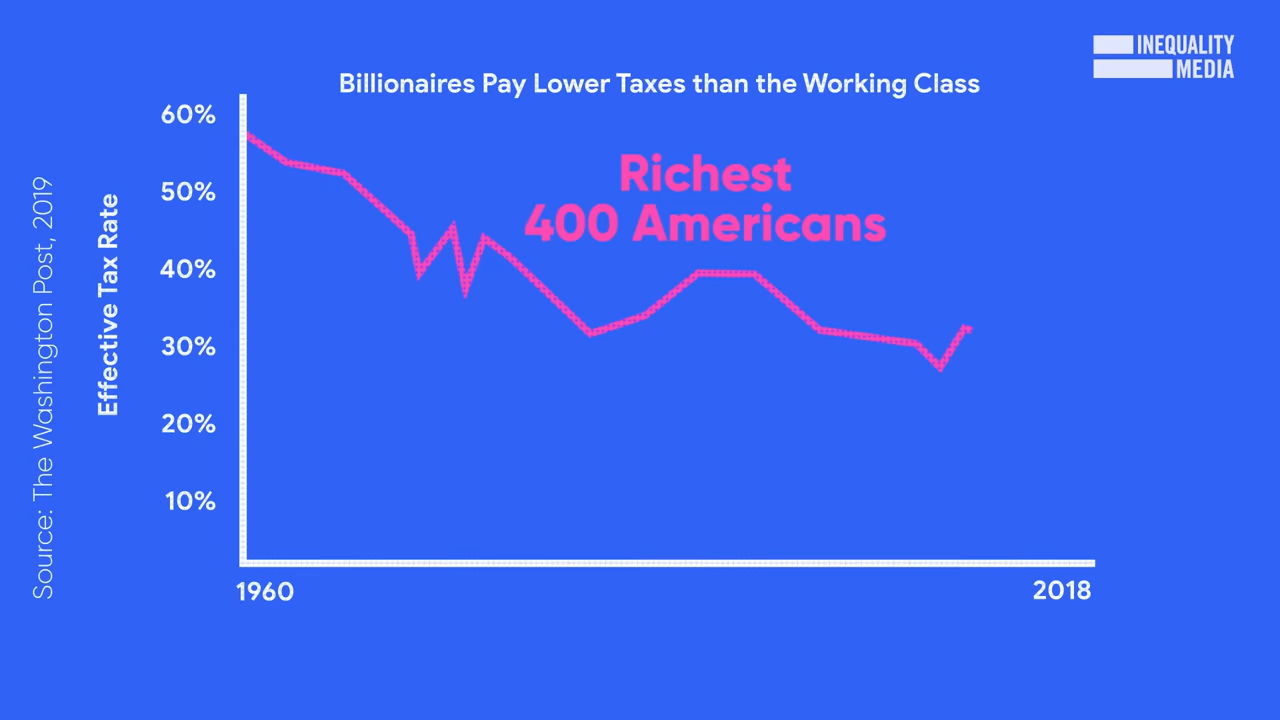 INEQUALITY
MEDIA
Billionaires Pay Lower Taxes than the Working Class
60%
50%
40%
30%
20%
10%
Richest
400 Americans
Effective Tax Rate
Source: The Washington Post, 2019
1960
2018